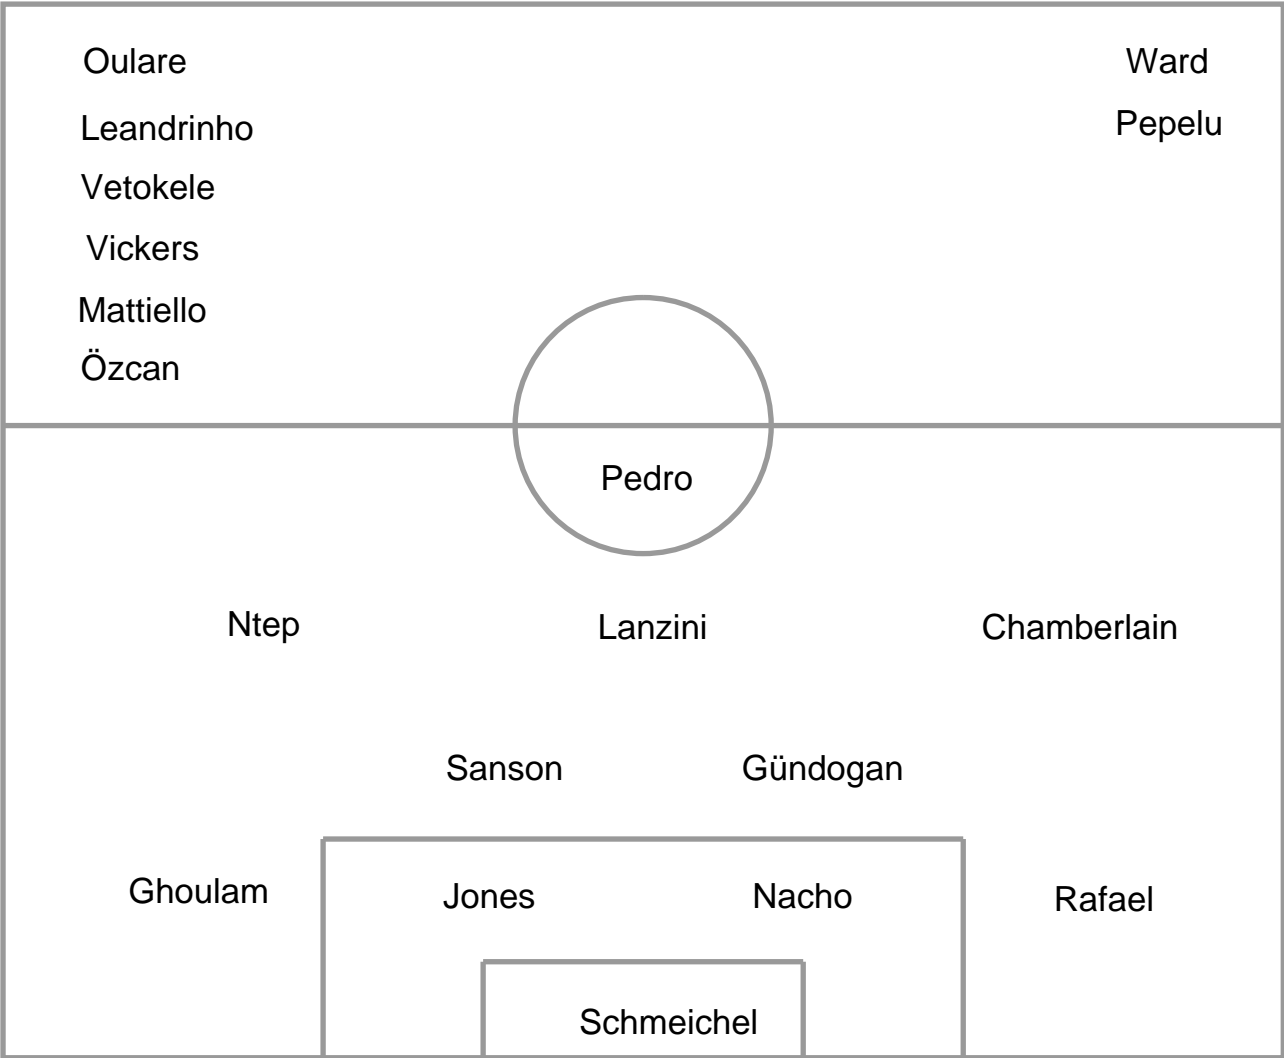 Oulare
Ward
Leandrinho
Pepelu
Vetokele
Vickers
Mattiello
Özcan
Pedro
Ntep
Lanzini
Chamberlain
Sanson
Gündogan
Ghoulam
Jones
Nacho
Rafael
Schmeichel